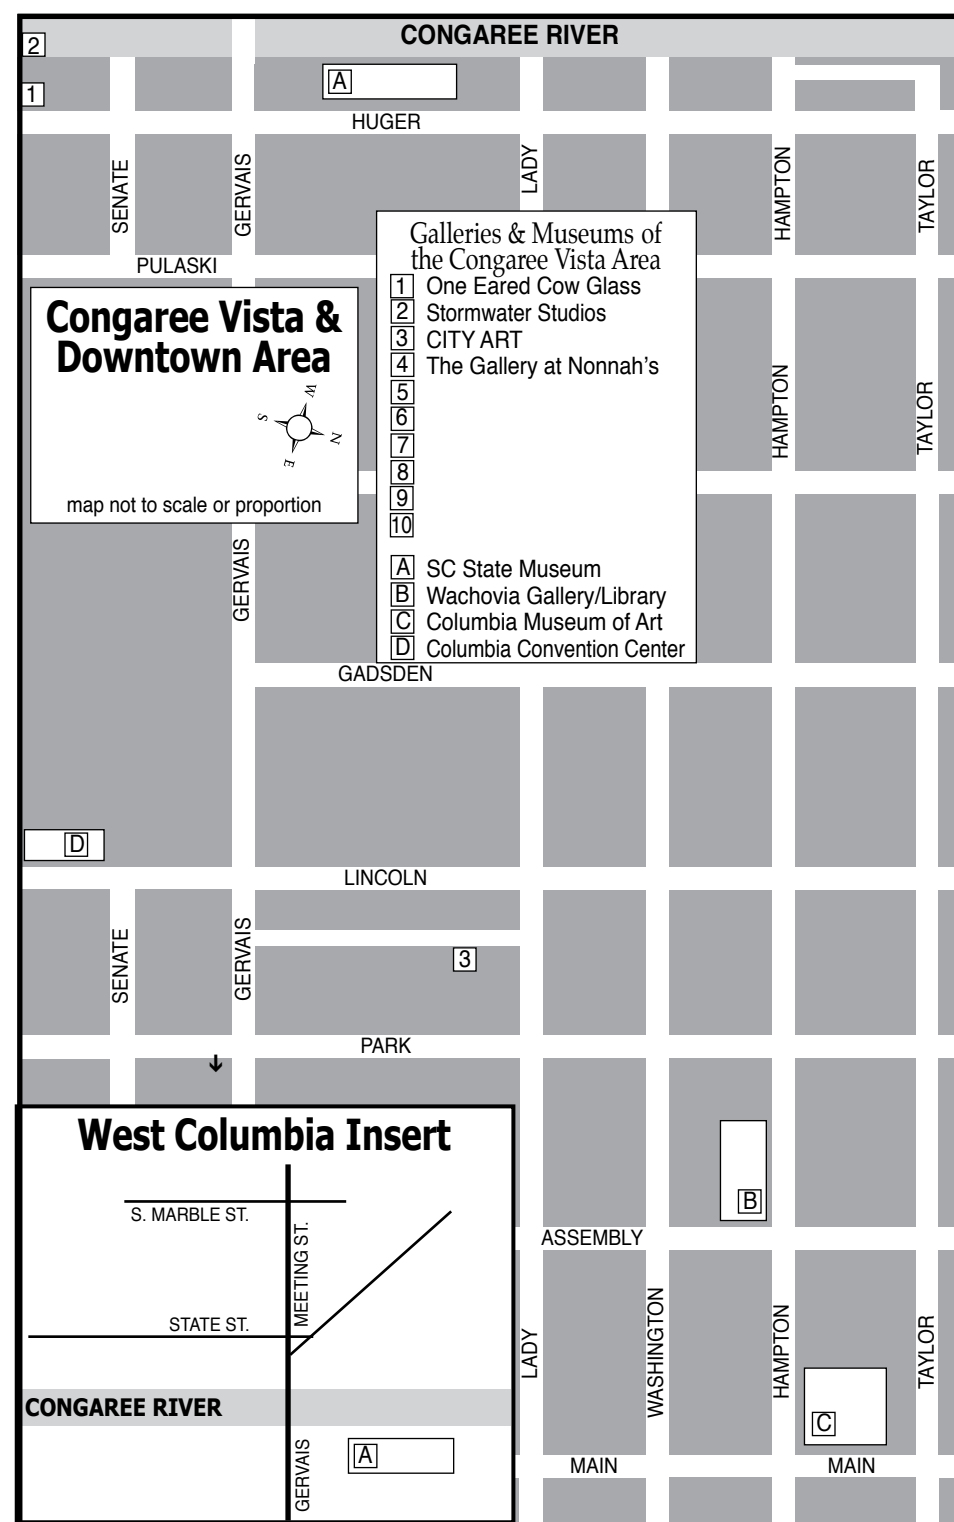 CONGAREE RIVER
2
1
A
HUGER
SENATE
GERVAIS
LADY
HAMPTON
TAYLOR
PULASKI
Galleries & Museums of
the Congaree Vista Area
1 One Eared Cow Glass
2 Stormwater Studios
3 CITY ART
4 The Gallery at Nonnah's
5
6
7
8
9
10
A SC State Museum
B Wachovia Gallery/Library
C Columbia Museum of Art
D Columbia Convention Center
Congaree Vista &
Downtown Area
W
S
N
E
map not to scale or proportion
HAMPTON
TAYLOR
GERVAIS
GADSDEN
D
LINCOLN
SENATE
GERVAIS
3
PARK
West Columbia Insert
S. MARBLE ST.
MEETING ST.
STATE ST.
CONGAREE RIVER
GERVAIS
A
B
ASSEMBLY
LADY
WASHINGTON
HAMPTON
TAYLOR
C
MAIN
MAIN